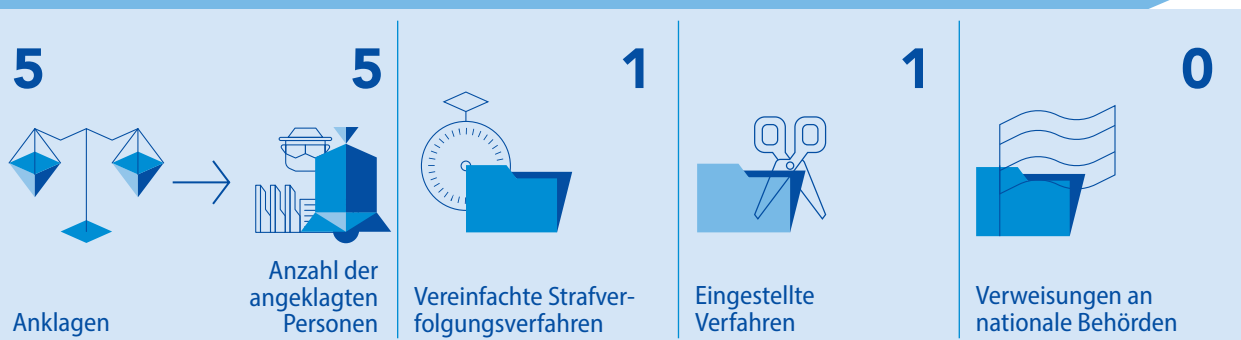 5
Anklagen
5
Anzahl der
angeklagten
Personen
1
Vereinfachte Strafver-
folgungsverfahren
1
Eingestellte
Verfahren
0
Verweisungen an
nationale Behörden